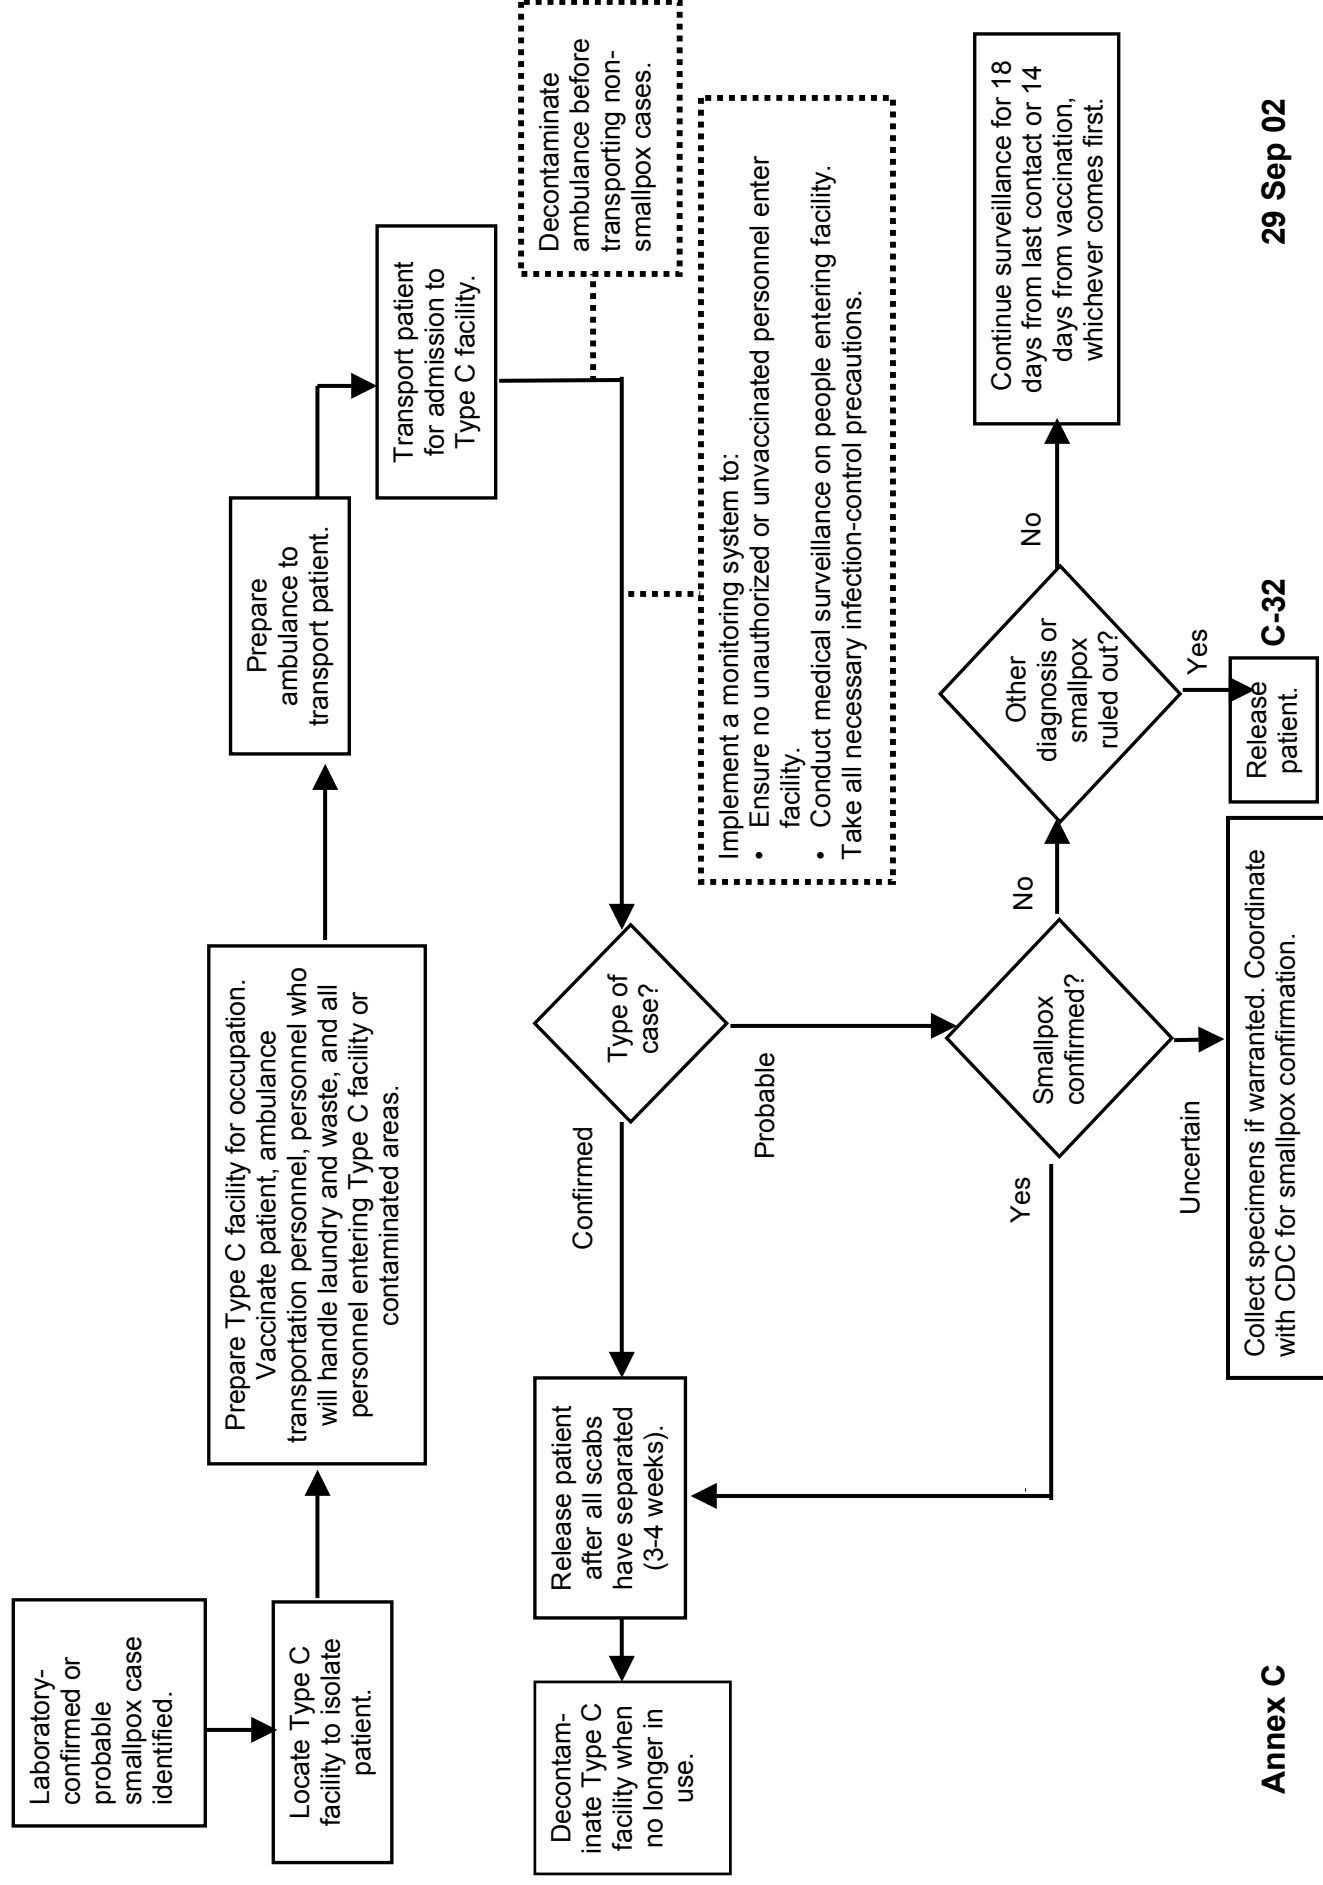 Laboratory-
confirmed or
probable
smallpox case
identified.
Locate Type C
facility to isolate
patient.
Prepare Type C facility for occupation.
Vaccinate patient, ambulance
transportation personnel, personnel who
will handle laundry and waste, and all
personnel entering Type C facility or
contaminated areas.
Prepare
ambulance to
transport patient.
Transport patient
for admission to
Type C facility.
Decontaminate
ambulance before
transporting non-
smallpox cases.
Implement a monitoring system to:
• Ensure no unauthorized or unvaccinated personnel enter
facility.
• Conduct medical surveillance on people entering facility.
Take all necessary infection-control precautions.
Type of
case?
Confirmed
Probable
Release patient
after all scabs
have separated
(3-4 weeks).
Decontam-
inate Type C
facility when
no longer in
use.
Smallpox
confirmed?
Yes
No
Uncertain
Collect specimens if warranted. Coordinate
with CDC for smallpox confirmation.
Other
diagnosis or
smallpox
ruled out?
No
Yes
Continue surveillance for 18
days from last contact or 14
days from vaccination,
whichever comes first.
Release
patient.
Annex C
C-32
29 Sep 02